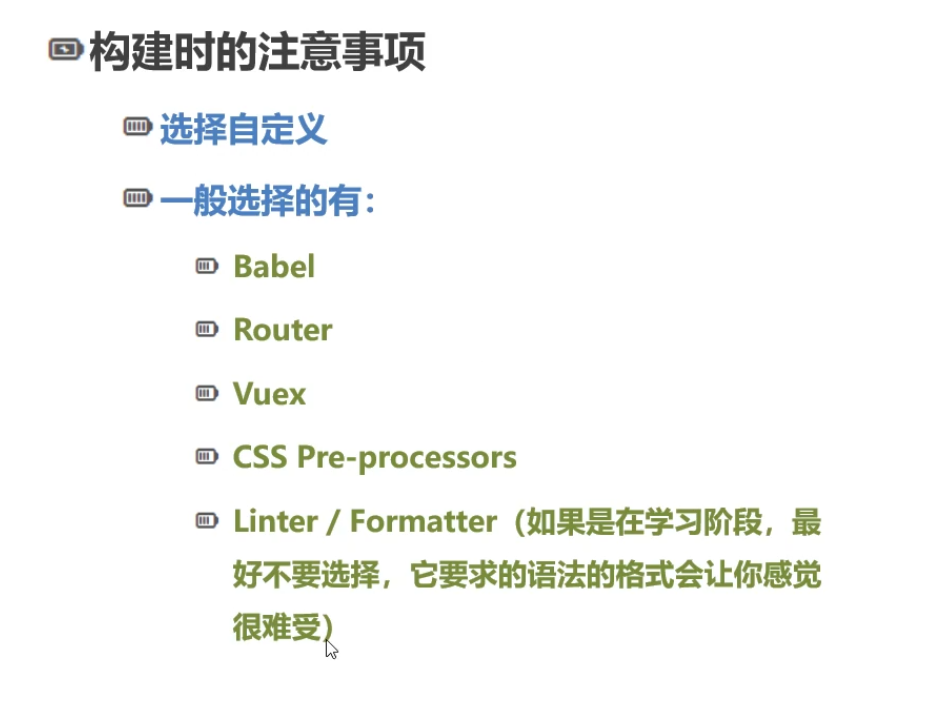 构建时的注意事项
选择自定义
一般选择的有：
Babel
Router
Vuex
CSS Pre-processors
Linter / Formatter（如果是在学习阶段，最
好不要选择，它要求的语法的格式会让你感觉
很难受）